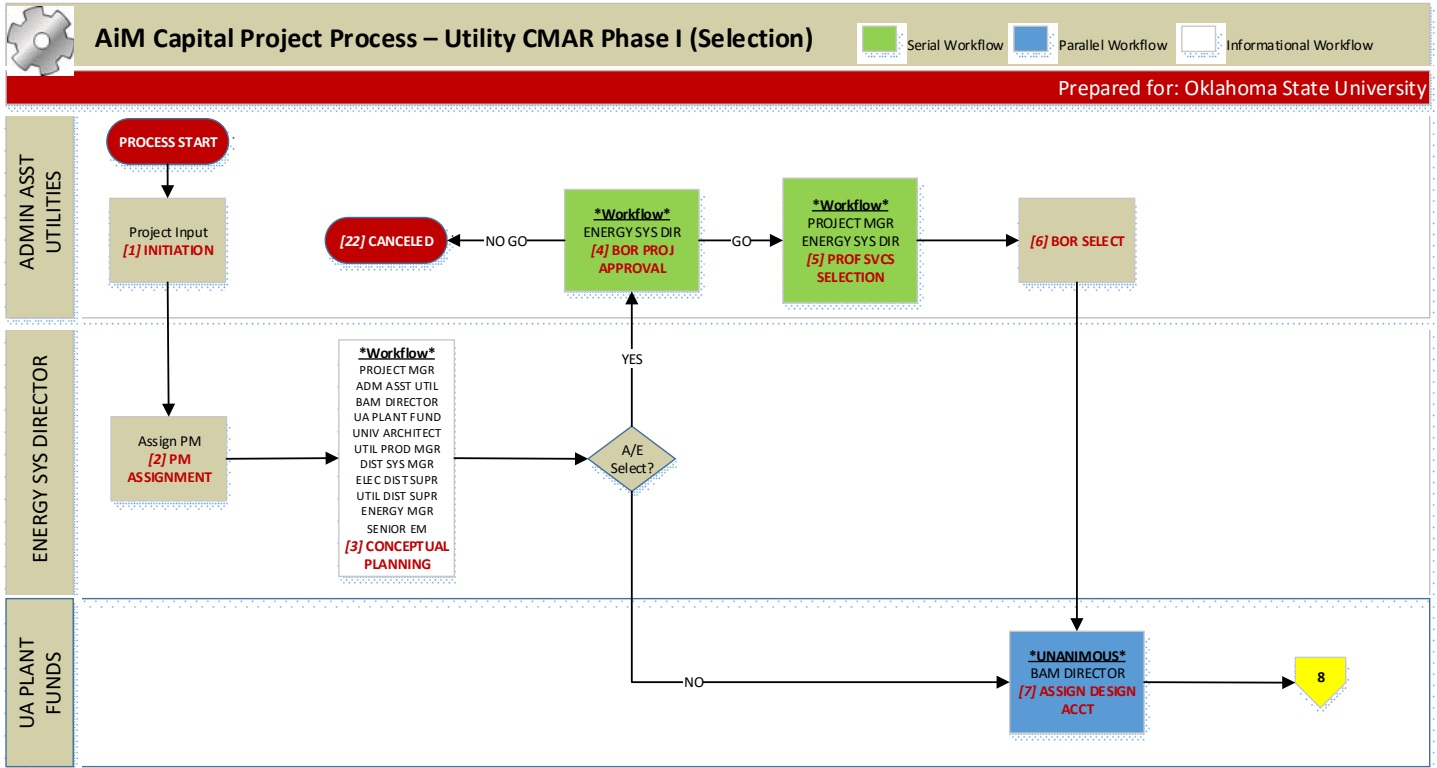 AiM Capital Project Process – Utility CMAR Phase I (Selection)
Serial Workflow
Parallel Workflow
Informational Workflow
Prepared for: Oklahoma State University
ADMIN ASST
UTILITIES
PROCESS START
Project Input
[1] INITIATION
[22] CANCELED
NO GO
*Workflow*
ENERGY SYS DIR
[4] BOR PROJ
APPROVAL
GO
*Workflow*
PROJECT MGR
ENERGY SYS DIR
[5] PROF SVCS
SELECTION
[6] BOR SELECT
ENERGY SYS DIRECTOR
Assign PM
[2] PM
ASSIGNMENT
*Workflow*
PROJECT MGR
ADM ASST UTIL
BAM DIRECTOR
UA PLANT FUND
UNIV ARCHITECT
UTIL PROD MGR
DIST SYS MGR
ELEC DIST SUPR
UTIL DIST SUPR
ENERGY MGR
SENIOR EM
[3] CONCEPTUAL
PLANNING
YES
A/E
Select?
UA PLANT
FUNDS
NO
*UNANIMOUS*
BAM DIRECTOR
[7] ASSIGN DESIGN
ACCT
8